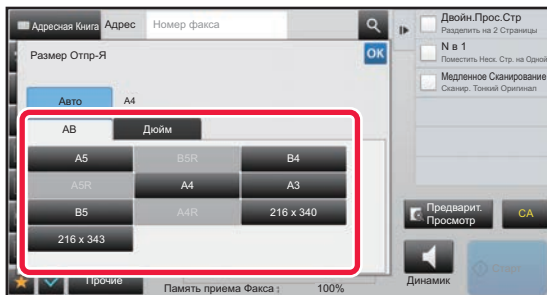 Адресная Книга
Адрес
Номер факса
Размер Отпр-Я
OK
Авто
A4
AB
Дюйм
A5
B5R
B4
A5R
A4
A3
B5
A4R
216 x 340
216 x 343
Прочие
Память приема Факса :
100%
Двойн.Прос.Стр
Разделить на 2 Страницы
N в 1
Поместить Неск. Стр. на Одной
Медленное Сканирование
Сканир. Тонкий Оригинал
Предварит.
Просмотр
CA
Динамик
Старт